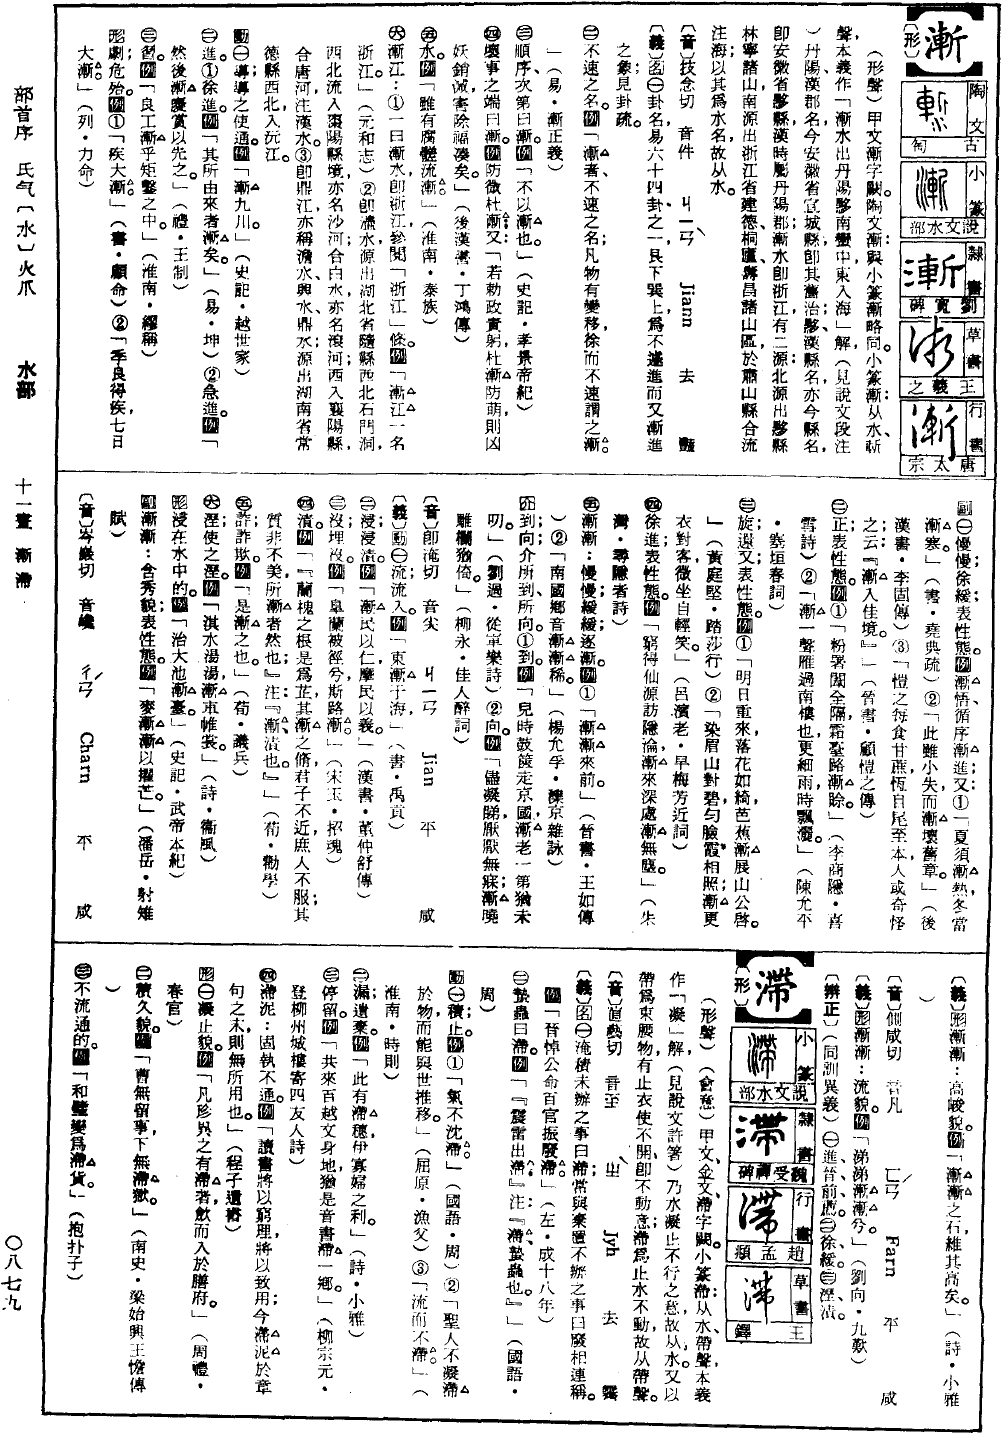 部首序 氏气〔水〕火爪 水部 十一畫 漸 滯 〇八七九
漸
〔形〕
陶文 古匋
小篆 說文水部
隸書 劉寬碑
草書 王羲之
行書 唐太宗
（形聲）甲文漸字闕陶文漸：與小篆漸略同。小篆漸：从水、斬
聲本義作「漸水出丹陽黟南蠻中東入海」解（見說文段注
）丹陽漢郡名，今安徽省宣城縣，卽其舊治；黟漢縣名，亦今縣名，
卽安徽省黟縣，漢時屬丹陽郡；漸水卽浙江，有二源：北源出黟縣
林寧諸山，南源出浙江省建德、桐廬、壽昌諸山區，於蕭山縣合流
注海，以其爲水名，故从水。
〔音〕技念切 音件 ㄐㄧㄢˋ Jiann 去 豔
〔義〕名㊀卦名，易六十四卦之一，艮下巽上，爲不遽進而又漸進
之象，見卦疏。
㊁不速之名。例「漸者，不速之名；凡物有變移，徐而不速，謂之漸。
」（易·漸正義）
㊂順序、次第曰漸。例「不以漸也。」（史記·孝景帝紀）
㊃壞事之端曰漸。例防微杜漸。又：「若勅政責躬，杜漸防萌，則凶
妖銷滅，害除福湊矣。」（後漢書·丁鴻傳）
㊄水。例「雖有腐髊流漸。」（淮南·泰族）
㊅漸江：①一曰漸水，卽浙江，參閱「浙江」條。例「漸江一名
浙江」（元和志）②卽灃水，源出湖北省隨縣西北石門洞，
西北流入棗陽縣境，亦名沙河；合白水，亦名滾河；西入襄陽縣，
合唐河，注漢水。③卽鼎江，亦稱澹水、興水、鼎水，源出湖南省常
德縣西北，入沅江。
動㊀導；導之使通。例「漸九川。」（史記·越世家）
㊁進。①徐進。例「其所由來者漸矣。」（易·坤）②急進。例「
然後漸慶賞以先之。」（禮·王制）
㊂習。例「良工漸乎矩鑿之中。」（淮南·繆稱）
形劇；危殆。例①「疾大漸。」（書·顧命）②「季良得疾，七日
大漸」（列·力命）
副㊀慢慢；徐緩。表性態。例漸悟；循序漸進。又：①「夏須漸熱，冬當
漸寒。」（書·堯典疏）②「此雖小失，而漸壞舊章。」（後
漢書·李固傳）③「愷之每食甘蔗，恆自尾至本，人或奇怪
之，云：『漸入佳境。』」（晉書·顧愷之傳
㊁正。表性態。例①「粉署闈全隔，霜臺路漸賒。」（李商隱·喜
雪詩）②「漸一聲雁過南樓也，更細雨時飄灑。」（陳允平
·垝垣春詞）
㊂旋；還；又。表性態。例①「明日重來落花如綺，芭蕉漸展山公啓。
」（黃庭堅·踏莎行）②「染眉山對碧，勻臉霞相照，漸更
衣對客微坐自輕笑。」（呂濱老·早梅芳近詞）
㊃徐進。表性態。例「窮得仙源訪隱淪，漸來深處漸無塵。」（朱
灣·尋隱者詩）
㊄漸漸：慢慢；緩緩；逐漸。例①「漸漸來前。」（晉書·王如傳
）②「南國鄉音漸漸稀。」（楊允孚·灤京雜詠）
介到；向。介所到、所向。①到。例「兒時鼓篋走京國，漸老一第猶未
叨。」（劉過·從軍樂詩）②向。例「儘凝睇，厭厭無寐，漸曉
雕欄猶倚。」（柳永·佳人醉詞）
〔音〕卽淹切 音尖 ㄐㄧㄢ Jian 平 咸
〔義〕動㊀流；流入。例「東漸于海。」（書·禹貢）
㊁浸；浸漬。例「漸民以仁，摩民以義。」（漢書·董仲舒傳）
㊂沒；埋沒。例「皋蘭被徑兮斯路漸。」（宋玉·招魂）
㊃漬。例「『蘭槐之根是爲芷，其漸之滫，君子不近，庶人不服；其
質非不美，所漸者然也』注：『漸，漬也。』」（荀·勸學）
㊄詐；詐欺。例「是漸之也。」（荀·議兵）
㊅溼；使之溼。例「淇水湯湯，漸車帷裳。」（詩·衞風）
形浸在水中的。例「治大池漸臺。」（史記·武帝本紀）
副漸漸：含秀貌；表性態。例「麥漸漸以擢芒。」（潘岳·射雉
賦）
〔音〕岑巖切 音巉 ㄔㄢˊ Charn 平 咸
〔義〕形漸漸：高峻貌。例「漸漸之石，維其高矣。」（詩·小雅
）
〔音〕側咸切 音凡 ㄈㄢˊ Farn 平 咸
〔義〕形漸漸：流貌。例「涕漸漸兮。」（劉向·九歎）
〔辨正〕（同訓異義）㊀進、晉、前、薦。㊁徐、緩。㊂溼、漬。
滯
〔形〕
小篆 說文水部
隸書 魏受禪碑
行書 趙孟頫
草書 王鐸
（形聲）（會意）甲文、金文滯字闕。小篆滯：从水、帶聲，本義
作「凝」解（見說文許著）乃水凝止不行之意，故从水。又以
帶爲束腰物，有止衣使不開，卽不動意，滯爲止水不動，故从帶聲。
〔音〕直熱切 音至 ㄓˋ jyh 去 霽
〔義〕名㊀淹積未辦之事曰滯；常與棄置不辦之事曰廢相連稱。
例「晉悼公命百官振廢滯。」（左·成十八年）
㊁蟄蟲曰滯。例「『震雷出滯。』注：『滯，蟄蟲也。』」（國語·
周）
動㊀積；止。例①「氣不沈滯。」（國語·周）②「聖人不凝滯
於物，而能與世推移。」（屈原·漁父）③「流而不滯。」（
淮南·時則）
㊁漏；遺棄。例「此有滯穗，伊寡婦之利。」（詩·小雅）
㊂停留。例「共來百越文身地，猶是音書滯一鄉。」（柳宗元·
登柳州城樓寄四友人詩）
㊃滯泥：固執不通。例「讀書將以窮理，將以致用，今滯泥於章
句之末，則無所用也。」（程子遺書）
形㊀凝止貌。例「凡珍異之有滯者，斂而入於膳府。」（周禮·
春官）
㊁積久貌。例「曹無留事，下無滯獄。」（南史·梁始興王憺傳
）
㊂不流通的。例「和璧變爲滯貨。」（抱扑子）